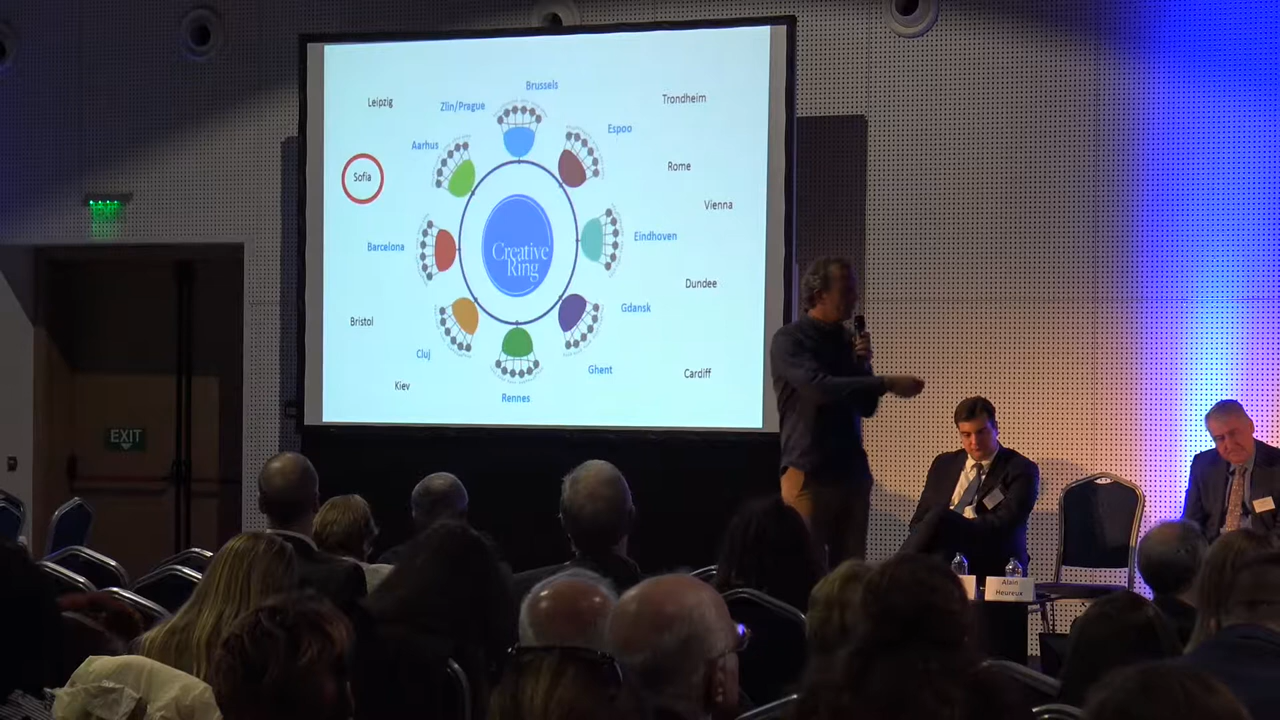 Brussels
Leipzig
Zlin/Prague
Trondheim
Espoo
Aarhus
Rome
Sofia
Vienna
Eindhoven
Barcelona
Creative
Ring
Dundee
Gdansk
Bristol
Cluj
Ghent
Cardiff
Kiev
Rennes
EXIT
Alain
Heureux